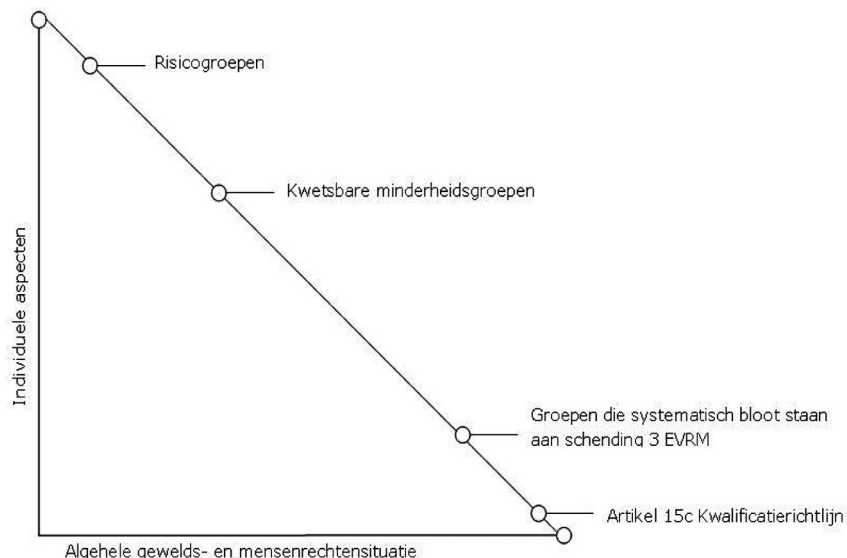 Risicogroepen
Kwetsbare minderheidsgroepen
Individuele aspecten
Groepen die systematisch bloot staan
aan schending 3 EVRM
Artikel 15c Kwalificatierichtlijn
Algehele gewelds- en mensenrechtensituatie